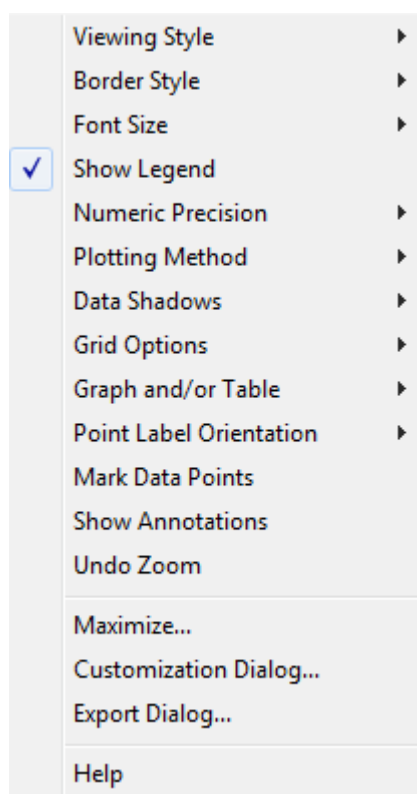 Viewing Style
Border Style
Font Size
Show Legend
Numeric Precision
Plotting Method
Data Shadows
Grid Options
Graph and/or Table
Point Label Orientation
Mark Data Points
Show Annotations
Undo Zoom
Maximize...
Customization Dialog...
Export Dialog...
Help